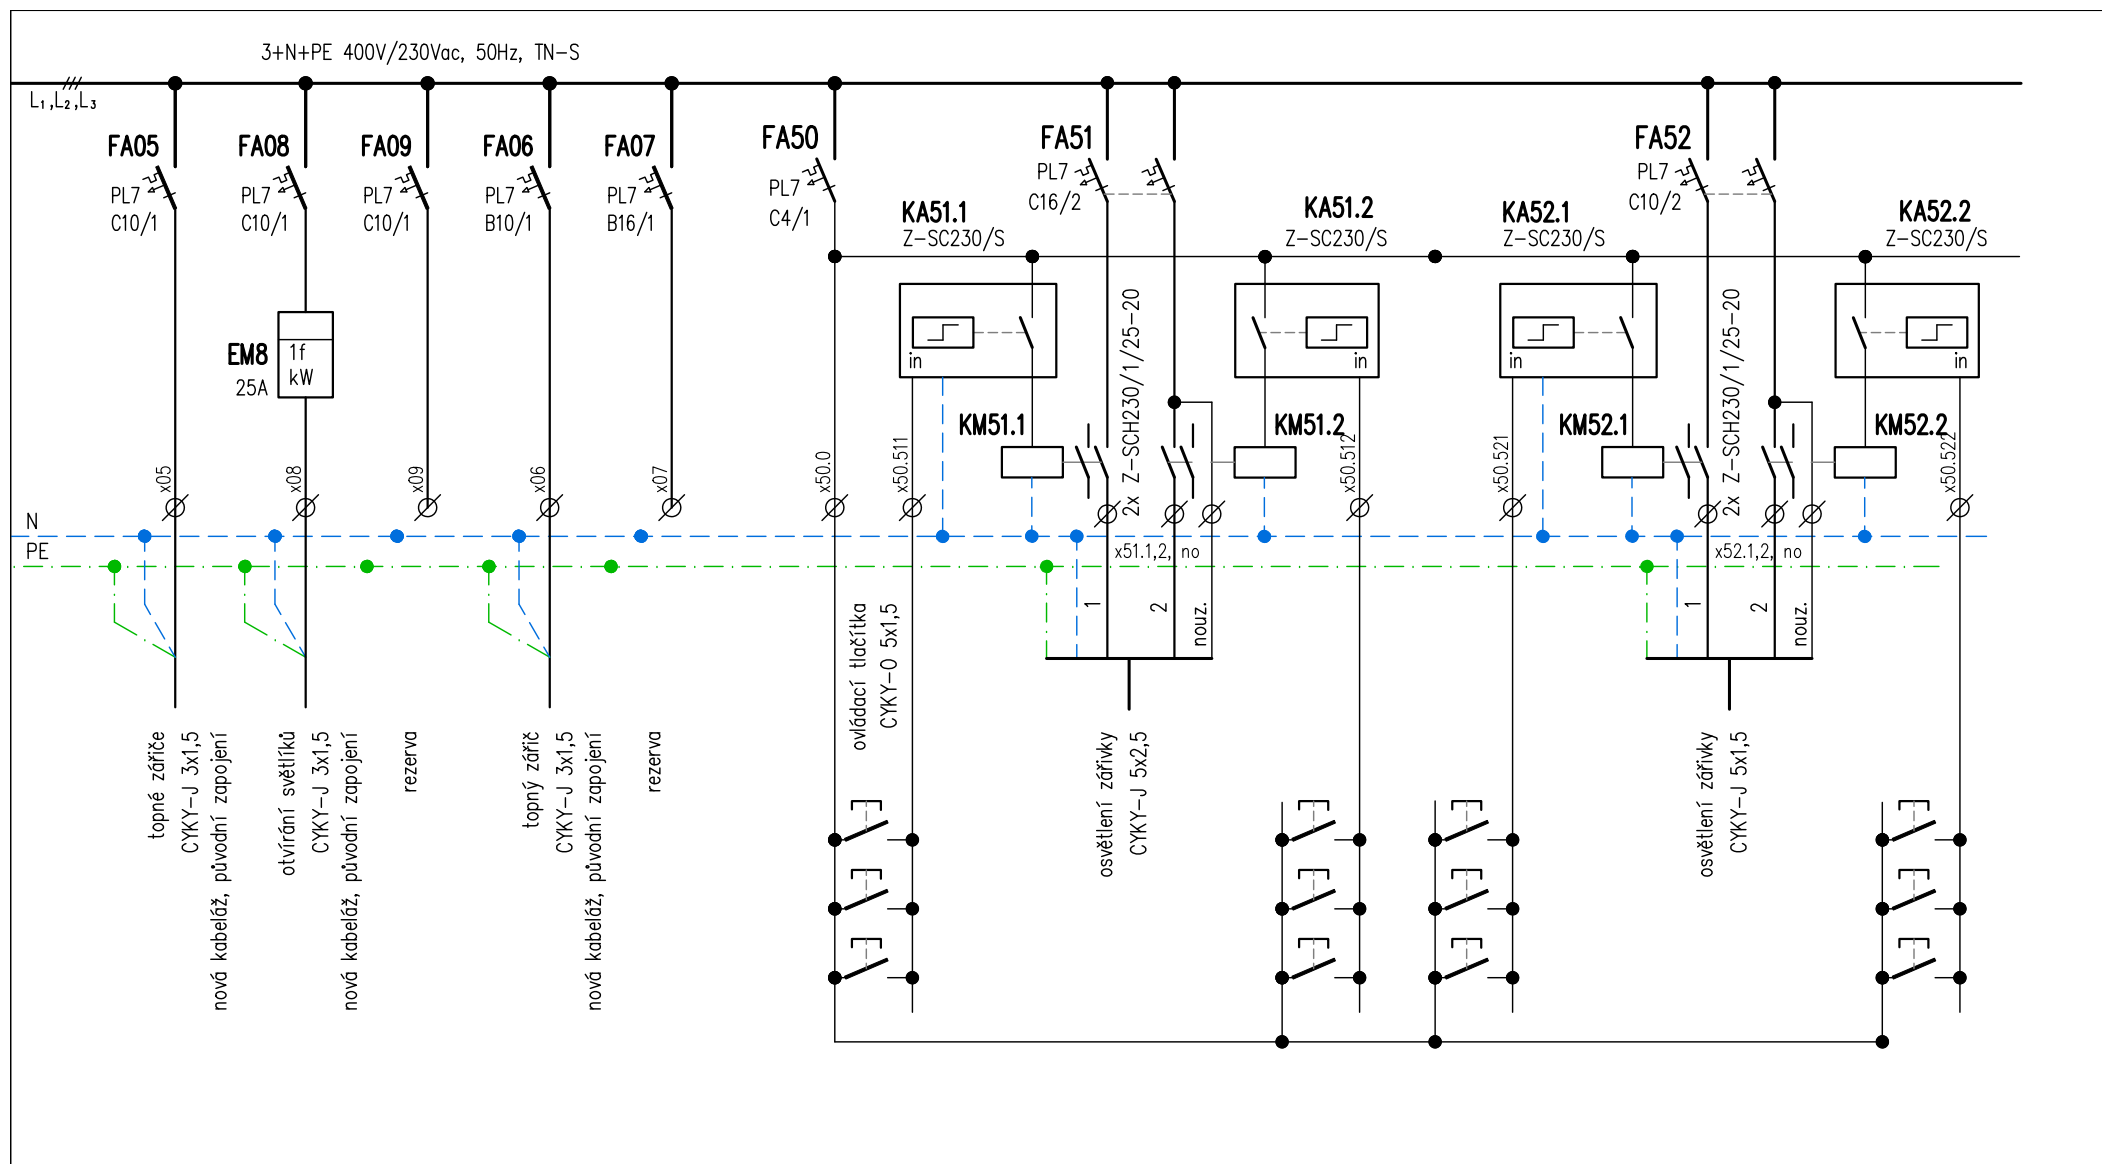 3+N+PE 400V/230Vac, 50Hz, TN-S
L1,L2,L3
FA05
PL7
C10/1
FA08
PL7
C10/1
FA09
PL7
C10/1
FA06
PL7
B10/1
FA07
PL7
B16/1
FA50
PL7
C4/1
FA51
PL7
C16/2
FA52
PL7
C10/2
KA51.1
Z-SC230/S
KA51.2
Z-SC230/S
KA52.1
Z-SC230/S
KA52.2
Z-SC230/S
EM8
25A
1f
kW
in
in
in
in
2x Z-SCH230/1/25-20
2x Z-SCH230/1/25-20
KM51.1
KM51.2
KM52.1
KM52.2
x05
x08
x09
x06
x07
x50.0
x50.511
x50.512
x50.521
x50.522
N
PE
x51.1,2, no
x52.1,2, no
1
2
nouz.
1
2
nouz.
topné zářiče
CYKY-J 3x1,5
nová kabeláž, původní zapojení
otvírání světlíků
CYKY-J 3x1,5
nová kabeláž, původní zapojení
rezerva
topný zářič
CYKY-J 3x1,5
nová kabeláž, původní zapojení
rezerva
ovládací tlačítka
CYKY-O 5x1,5
osvětlení zářivky
CYKY-J 5x2,5
osvětlení zářivky
CYKY-J 5x1,5